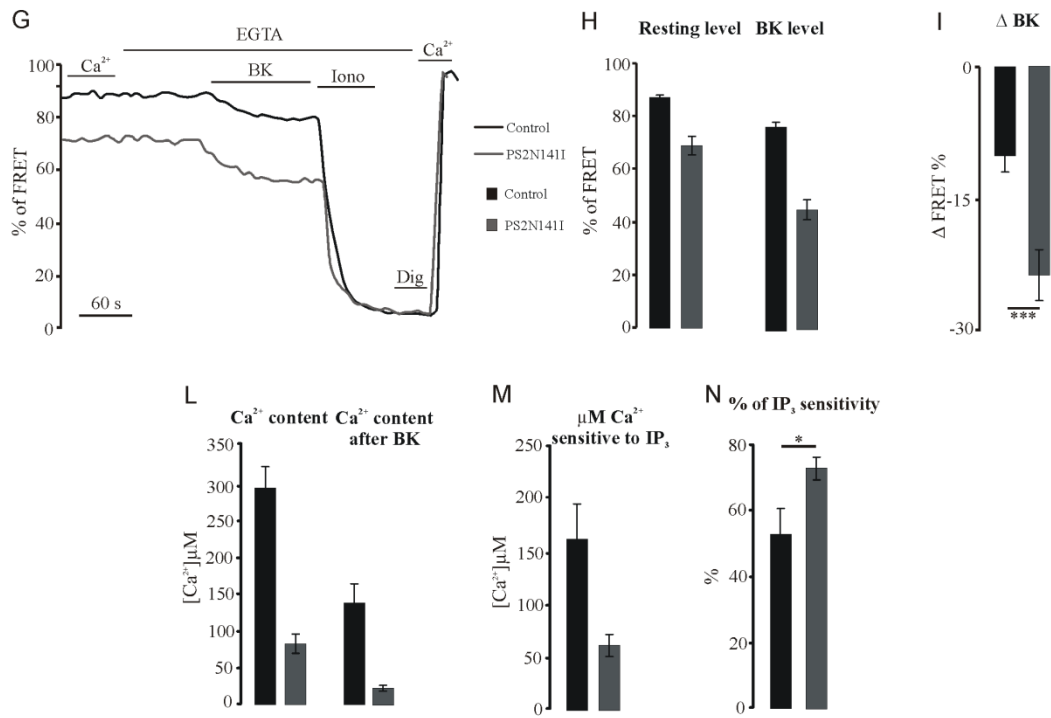 G
EGTA
Ca²⁺
BK
Iono
Ca²⁺
100
80
60
40
20
0
% of FRET
Dig
60 s
Control
PS2N141I
Control
PS2N141I
H
Resting level
BK level
100
80
60
40
20
0
% of FRET
I
Δ BK
0
-15
-30
Δ FRET %
***
L
Ca²⁺ content
Ca²⁺ content
after BK
350
300
250
200
150
100
50
0
[Ca²⁺]μM
M
μM Ca²⁺
sensitive to IP₃
250
200
150
100
50
0
[Ca²⁺]μM
N
% of IP₃ sensitivity
80
60
40
20
0
%
*